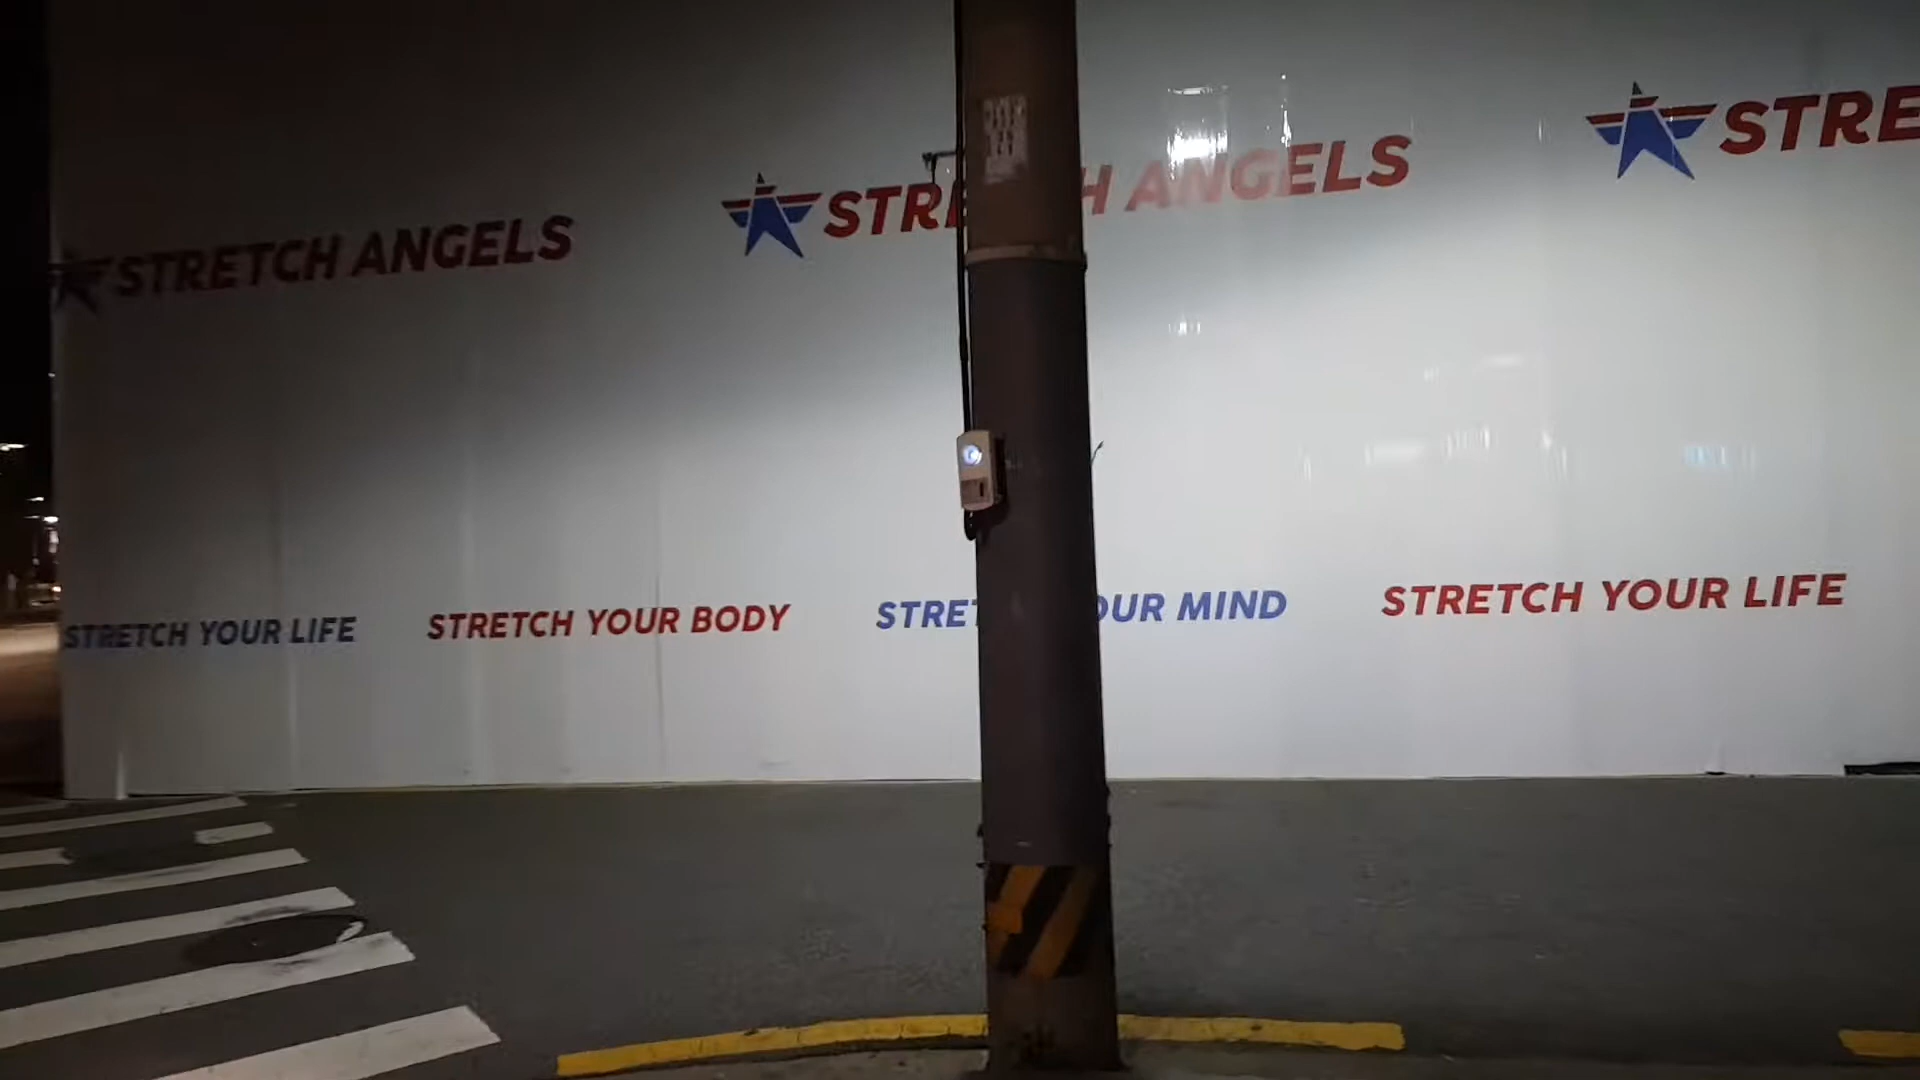 STRETCH ANGELS
STRE H ANGELS
STRE
STRETCH YOUR LIFE
STRETCH YOUR BODY
STRET OUR MIND
STRETCH YOUR LIFE